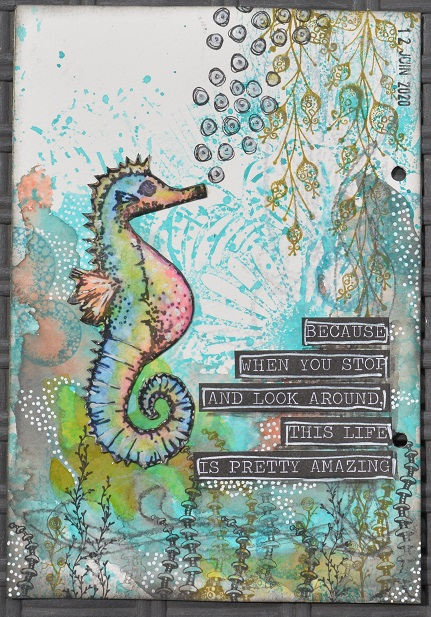 12 JUIN 2020
BECAUSE
WHEN YOU STOP
AND LOOK AROUND,
THIS LIFE
IS PRETTY AMAZING